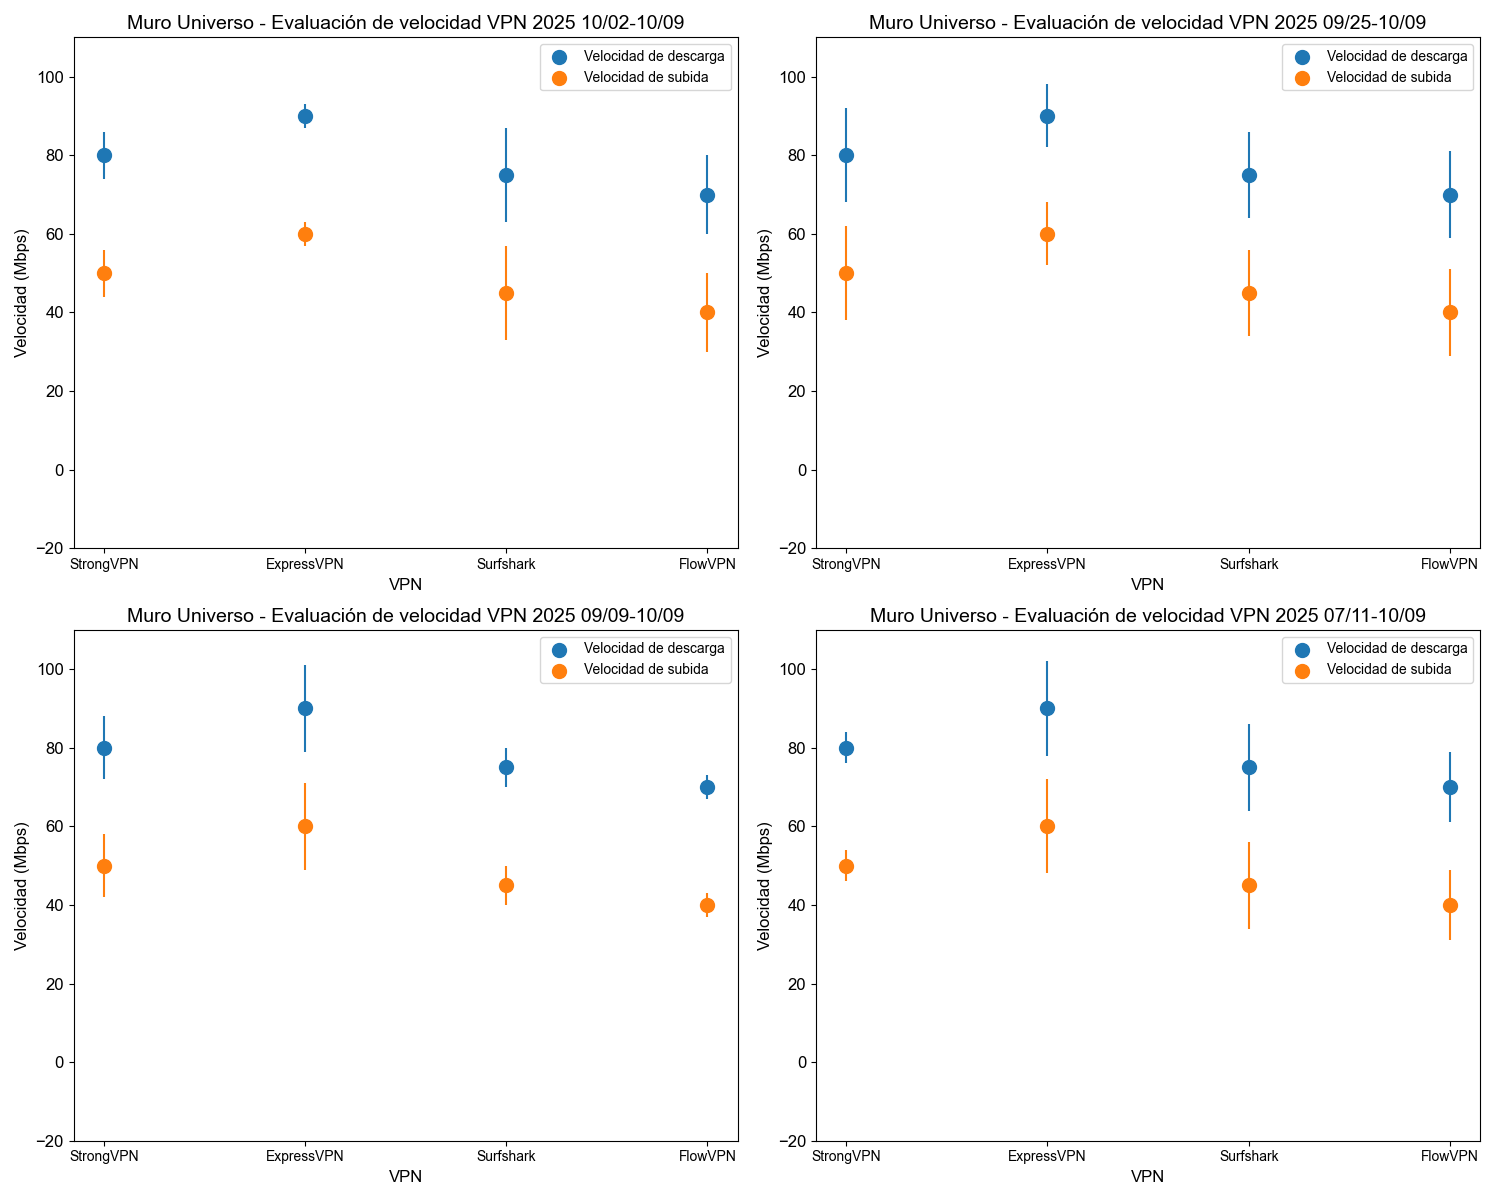 Muro Universo - Evaluación de velocidad VPN 2025 10/02-10/09
Velocidad de descarga
Velocidad de subida
100
80
60
40
20
0
−20
Velocidad (Mbps)
StrongVPN ExpressVPN Surfshark FlowVPN
VPN
Muro Universo - Evaluación de velocidad VPN 2025 09/25-10/09
Velocidad de descarga
Velocidad de subida
100
80
60
40
20
0
−20
Velocidad (Mbps)
StrongVPN ExpressVPN Surfshark FlowVPN
VPN
Muro Universo - Evaluación de velocidad VPN 2025 09/09-10/09
Velocidad de descarga
Velocidad de subida
100
80
60
40
20
0
−20
Velocidad (Mbps)
StrongVPN ExpressVPN Surfshark FlowVPN
VPN
Muro Universo - Evaluación de velocidad VPN 2025 07/11-10/09
Velocidad de descarga
Velocidad de subida
100
80
60
40
20
0
−20
Velocidad (Mbps)
StrongVPN ExpressVPN Surfshark FlowVPN
VPN